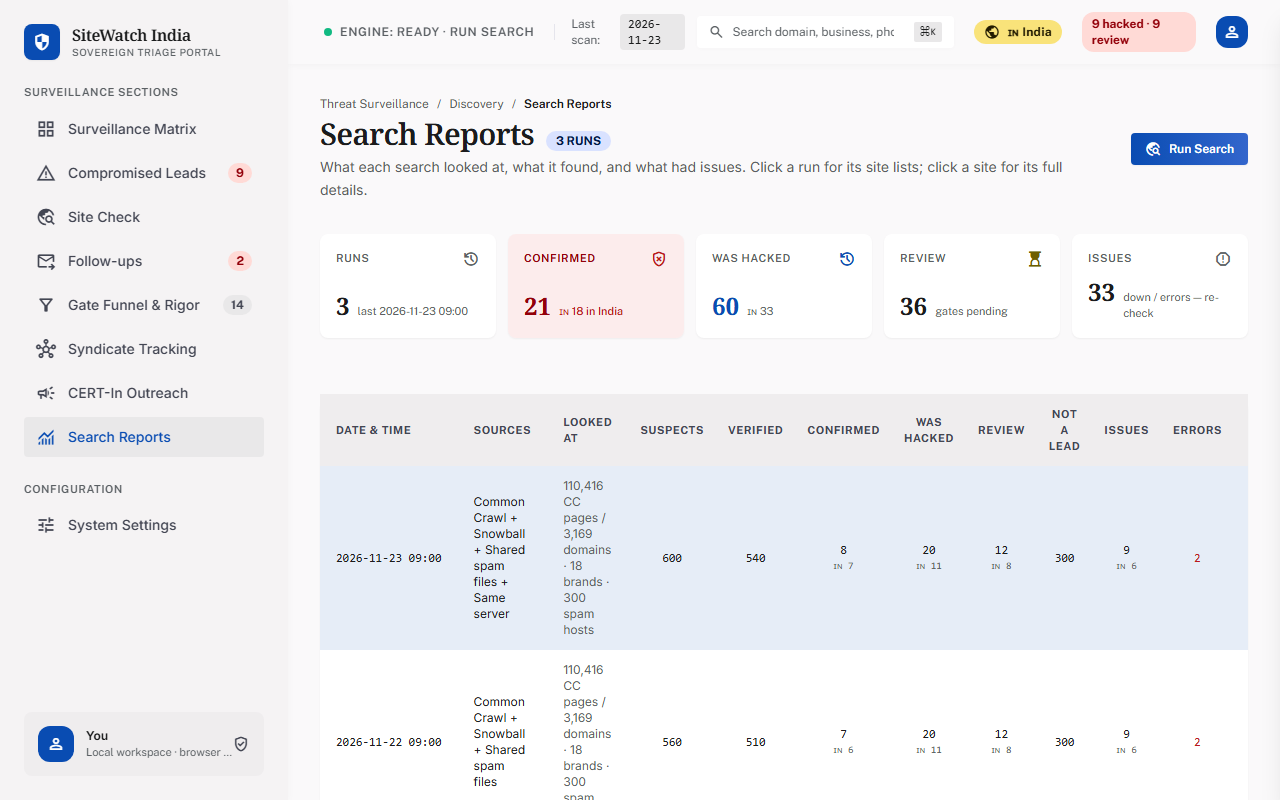 SiteWatch India
SOVEREIGN TRIAGE PORTAL
SURVEILLANCE SECTIONS
Surveillance Matrix
Compromised Leads 9
Site Check
Follow-ups 2
Gate Funnel & Rigor 14
Syndicate Tracking
CERT-In Outreach
Search Reports
CONFIGURATION
System Settings
You
Local workspace · browser ...
ENGINE: READY · RUN SEARCH
Last
scan:
2026-
11-23
Search domain, business, pho
⌘K
IN India
9 hacked · 9
review
Threat Surveillance / Discovery / Search Reports
Search Reports 3 RUNS
What each search looked at, what it found, and what had issues. Click a run for its site lists; click a site for its full
details.
Run Search
RUNS
3 last 2026-11-23 09:00
CONFIRMED
21 IN 18 in India
WAS HACKED
60 IN 33
REVIEW
36 gates pending
ISSUES
33 down / errors — re-
check
DATE & TIME
SOURCES
LOOKED
AT
SUSPECTS
VERIFIED
CONFIRMED
WAS
HACKED
REVIEW
NOT
A
LEAD
ISSUES
ERRORS
2026-11-23 09:00
Common
Crawl +
Snowball
+ Shared
spam
files +
Same
server
110,416
CC
pages /
3,169
domains
· 18
brands ·
300
spam
hosts
600
540
8
IN 7
20
IN 11
12
IN 8
300
9
IN 6
2
2026-11-22 09:00
Common
Crawl +
Snowball
+ Shared
spam
files
110,416
CC
pages /
3,169
domains
· 18
brands ·
300
spam
560
510
7
IN 6
20
IN 11
12
IN 8
300
9
IN 6
2